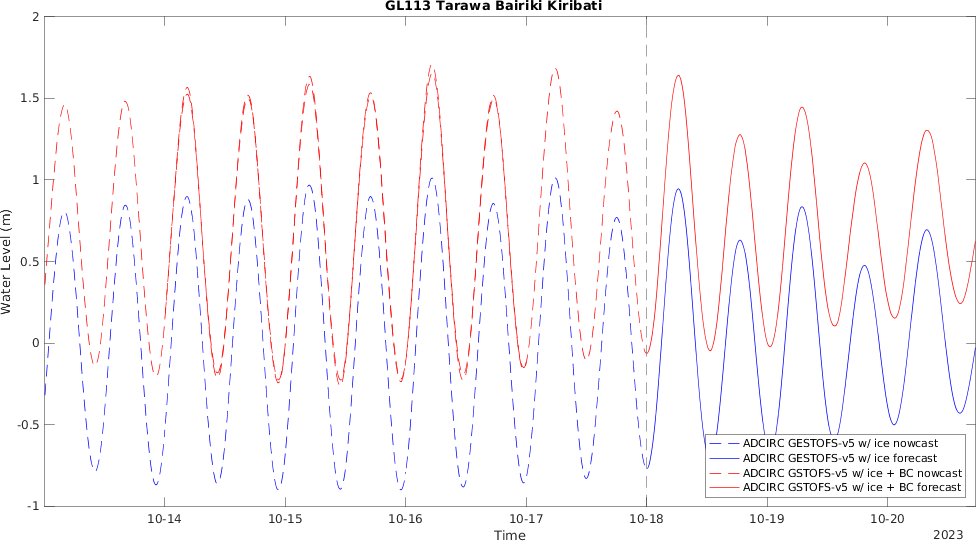 GL113 Tarawa Bairiki Kiribati
2
1.5
1
0.5
0
-0.5
-1
Water Level (m)
10-14
10-15
10-16
10-17
10-18
10-19
10-20
Time
2023
ADCIRC GESTOFS-v5 w/ ice nowcast
ADCIRC GESTOFS-v5 w/ ice forecast
ADCIRC GSTOFS-v5 w/ ice + BC nowcast
ADCIRC GSTOFS-v5 w/ ice + BC forecast